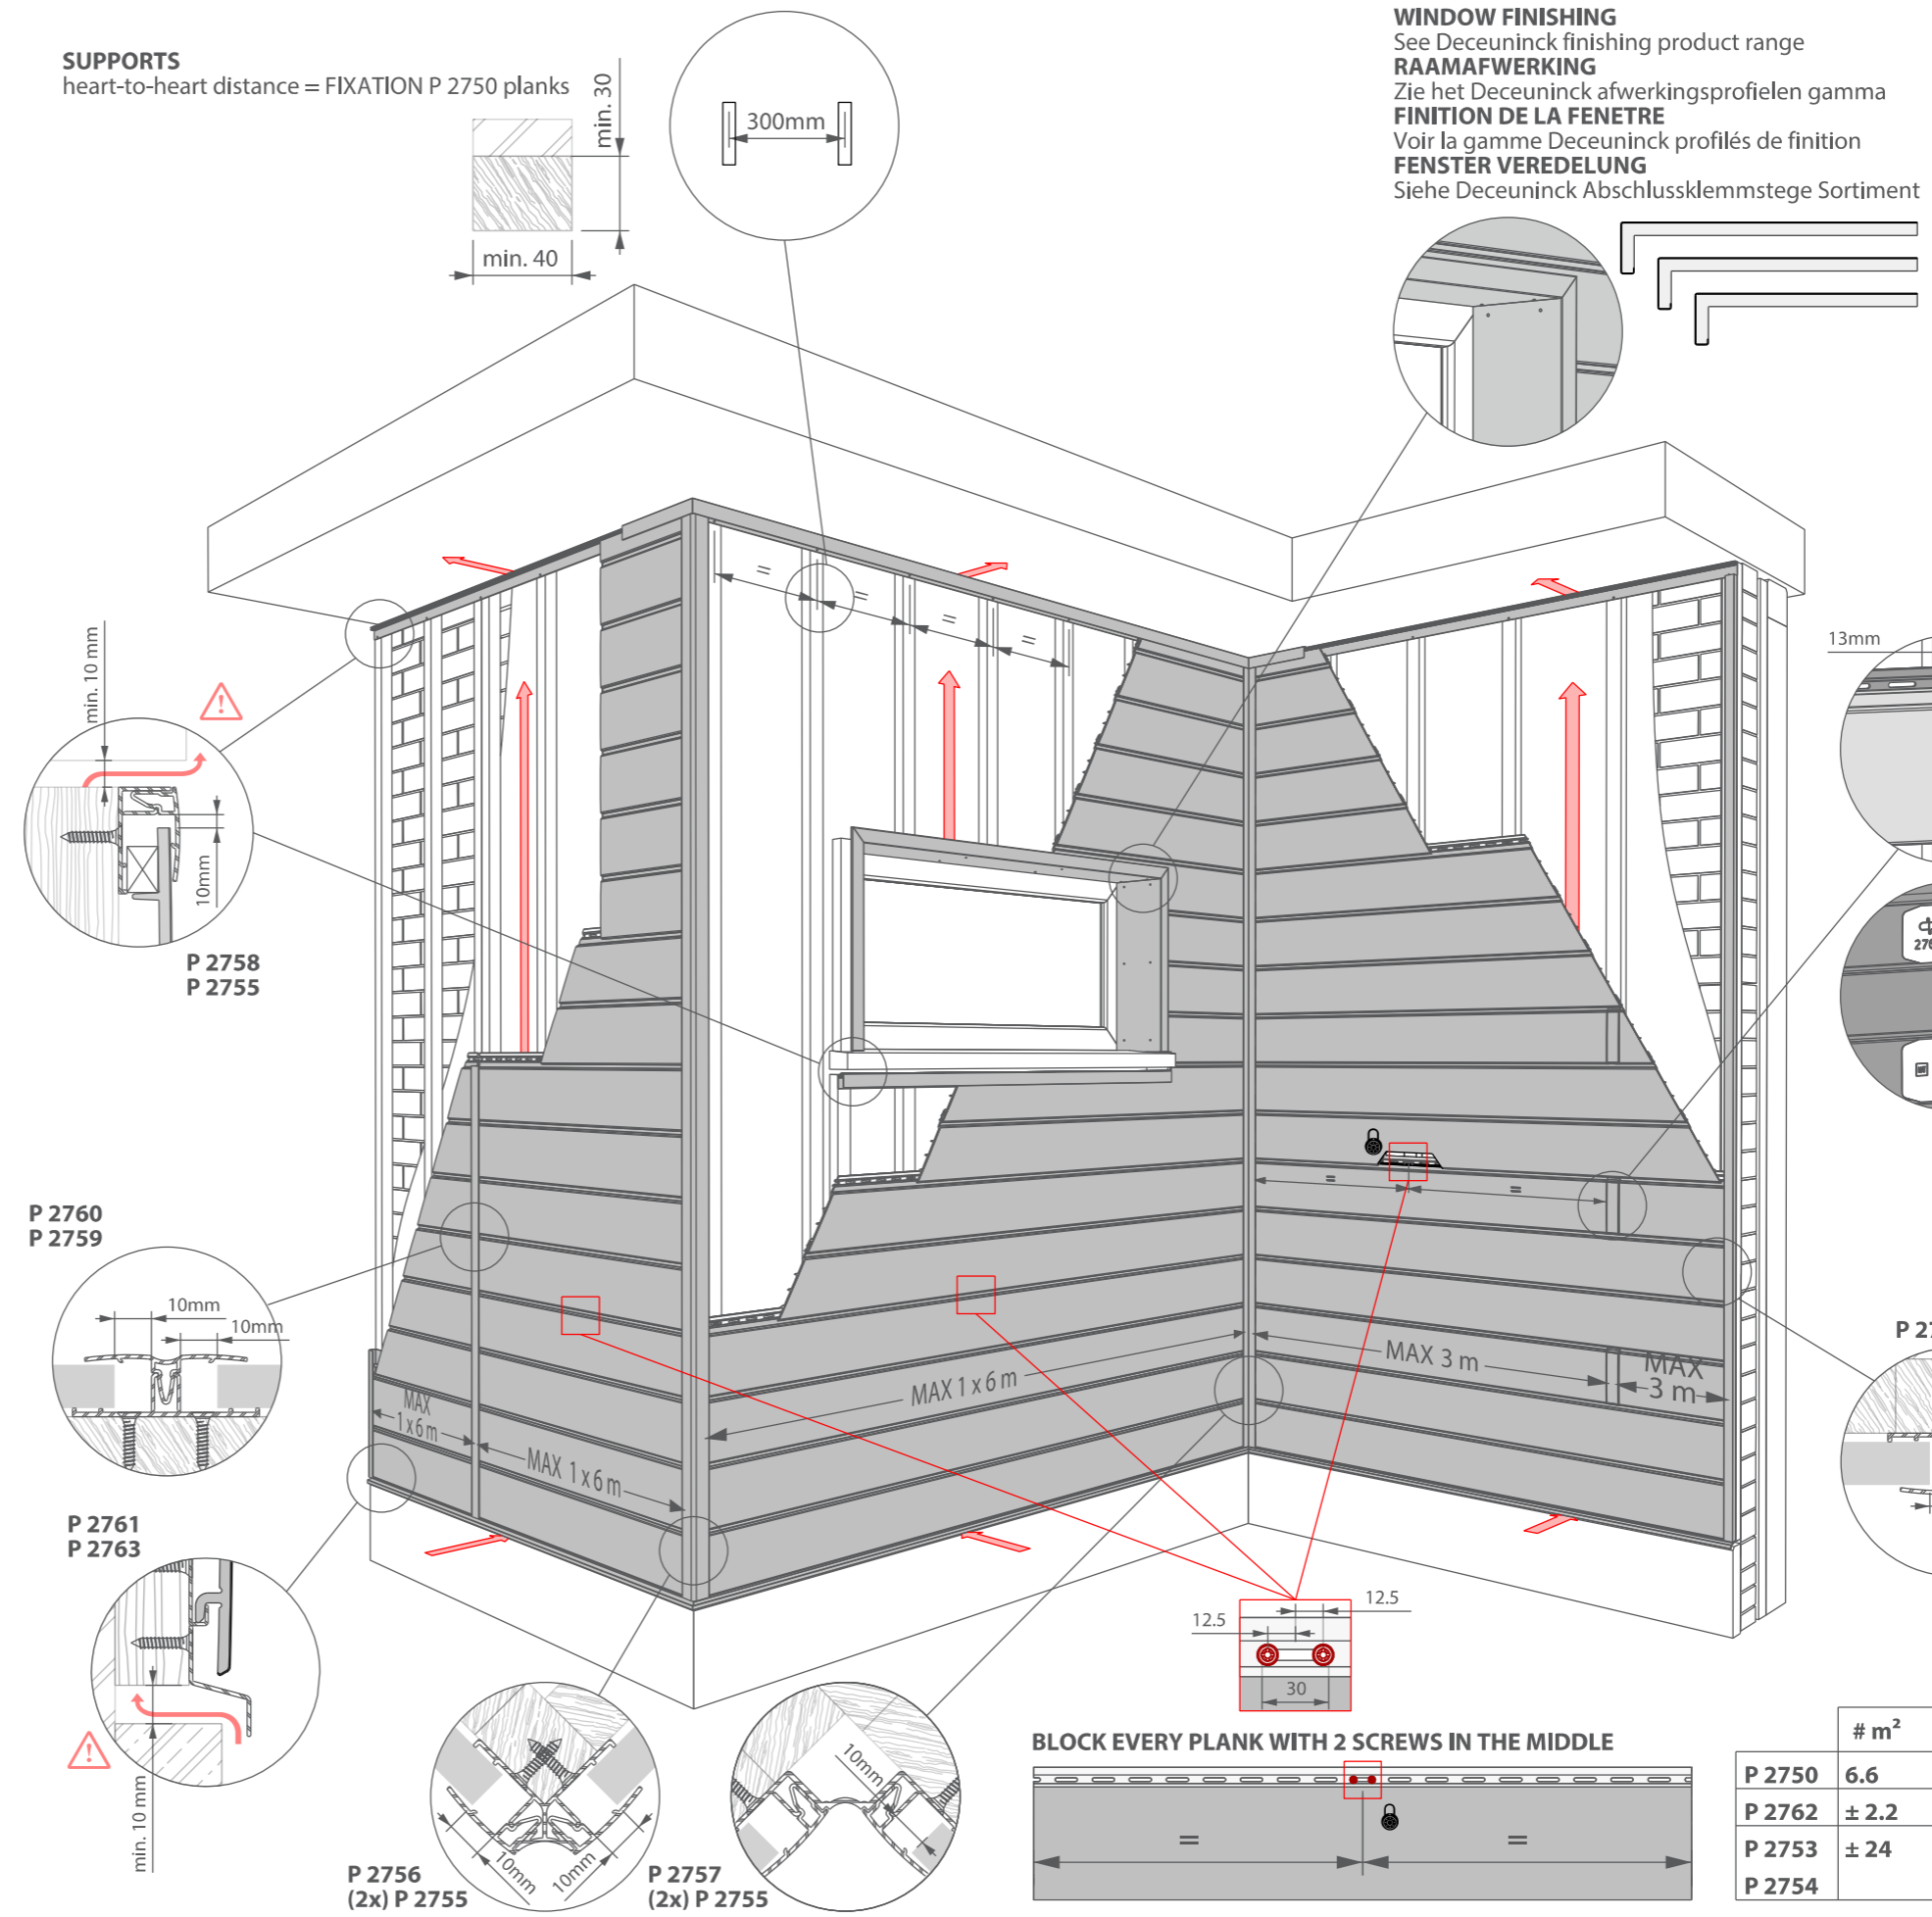 SUPPORTS
heart-to-heart distance = FIXATION P 2750 planks
min. 30
min. 40
300mm
WINDOW FINISHING
See Deceuninck finishing product range
RAAMAFWERKING
Zie het Deceuninck afwerkingsprofielen gamma
FINITION DE LA FENETRE
Voir la gamme Deceuninck profilés de finition
FENSTER VEREDELUNG
Siehe Deceuninck Abschlussklemmstege Sortiment
=
=
=
=
13mm
min. 10 mm
!
10mm
P 2758
P 2755
P 2760
P 2759
10mm
10mm
=
=
MAX 3 m
MAX
3 m
MAX 1 x 6 m
MAX
1 x 6 m
MAX 1 x 6 m
P 2761
P 2763
!
min. 10 mm
12.5
12.5
30
10mm
10mm
P 2756
(2x) P 2755
10mm
P 2757
(2x) P 2755
BLOCK EVERY PLANK WITH 2 SCREWS IN THE MIDDLE
=
=
# m²
P 2750 6.6
P 2762 ± 2.2
P 2753 ± 24
P 2754